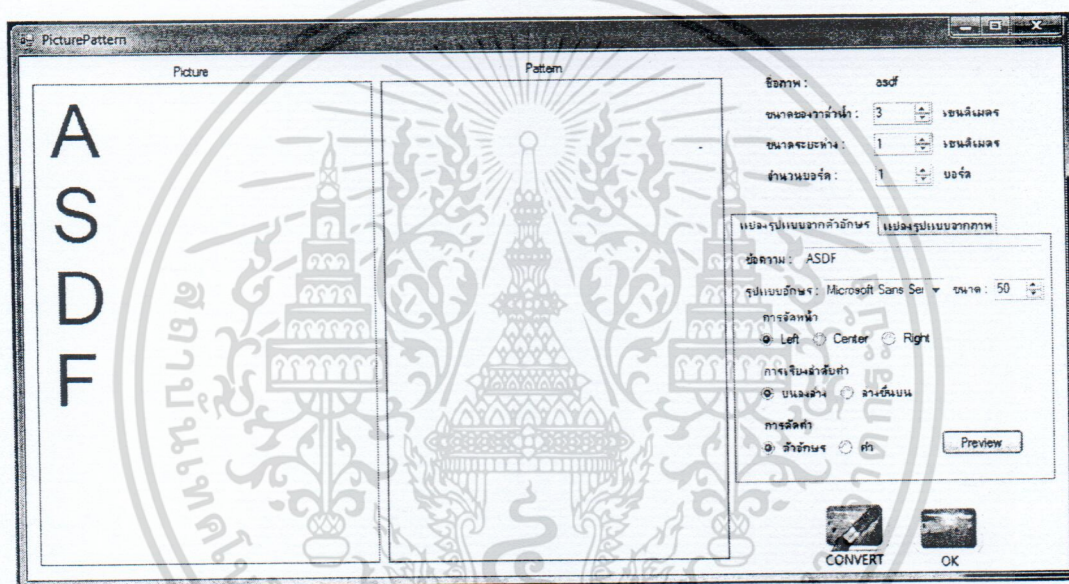 PicturePattern
Picture
A
S
D
F
Pattern
ชื่อภาพ : asdf
ขนาดของวาล์วน้ำ : 3 เซนติเมตร
ขนาดระยะห่าง : 1 เซนติเมตร
จำนวนบอร์ด : 1 บอร์ด
แปลงรูปแบบจากตัวอักษร แปลงรูปแบบจากภาพ
ข้อความ : ASDF
รูปแบบอักษร : Microsoft Sans Ser ขนาด : 50
การจัดหน้า
Left Center Right
การเรียงลำดับคำ
บนลงล่าง ล่างขึ้นบน
การตัดคำ
ตัวอักษร คำ
Preview
CONVERT OK